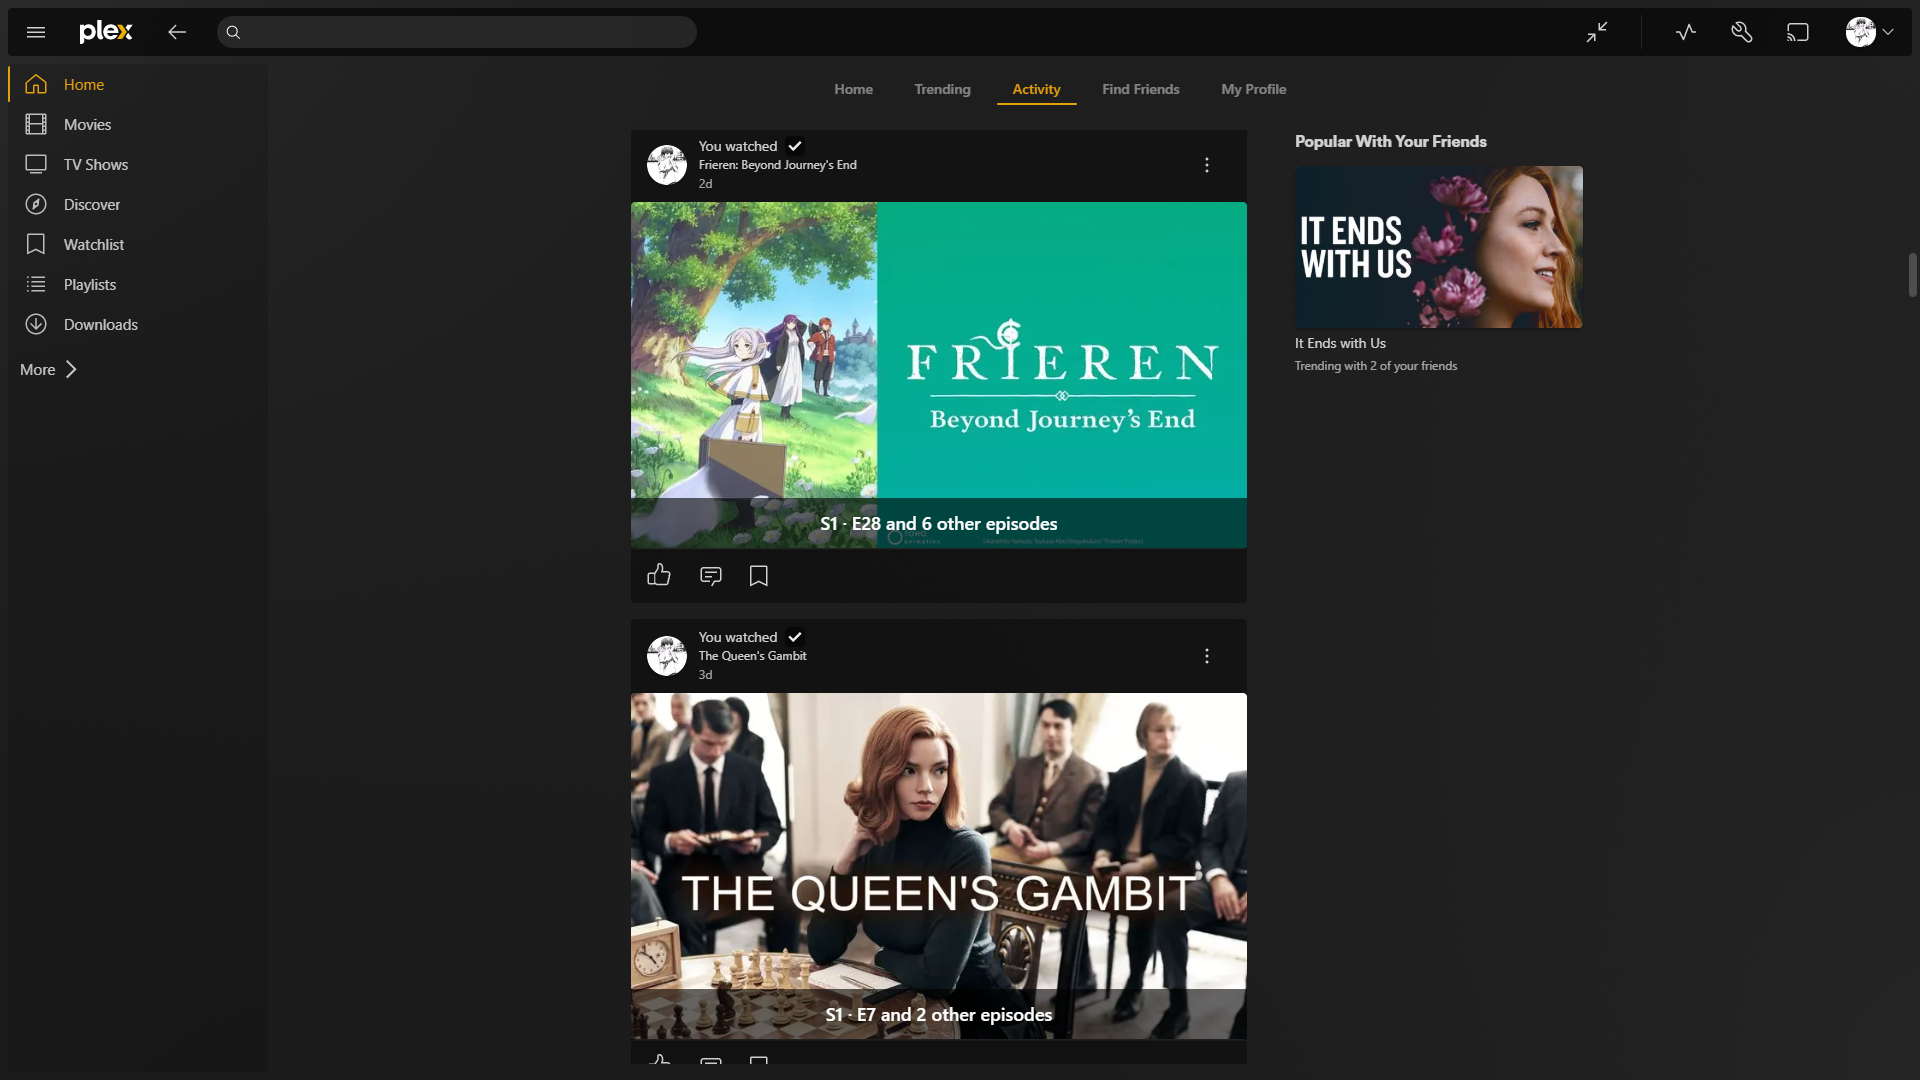 plex
Home
Movies
TV Shows
Discover
Watchlist
Playlists
Downloads
More
Home
Trending
Activity
Find Friends
My Profile
You watched
Frieren: Beyond Journey's End
2d
FRIEREN
Beyond Journey's End
S1 · E28 and 6 other episodes
You watched
The Queen's Gambit
3d
THE QUEEN'S GAMBIT
S1 · E7 and 2 other episodes
Popular With Your Friends
IT ENDS
WITH US
It Ends with Us
Trending with 2 of your friends